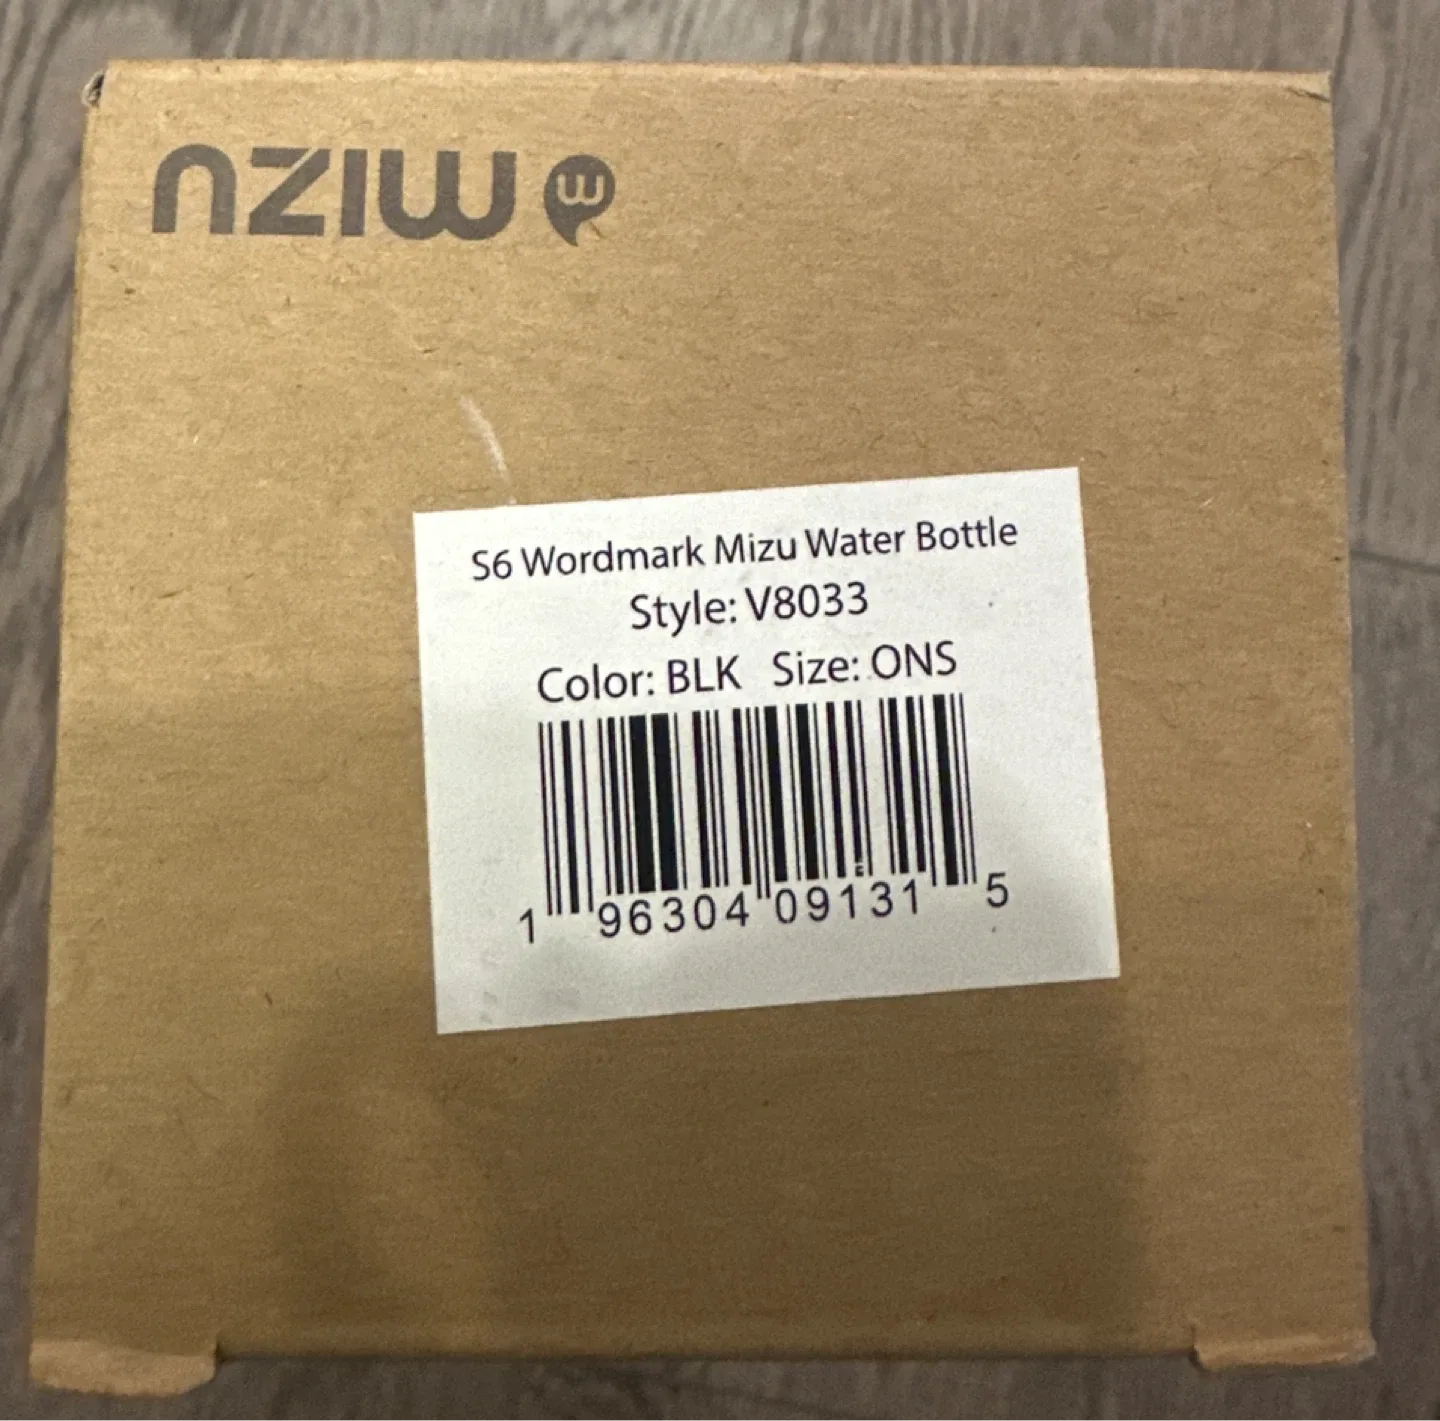 mizu
S6 Wordmark Mizu Water Bottle
Style: V8033
Color: BLK Size: ONS
1 96304 09131 5